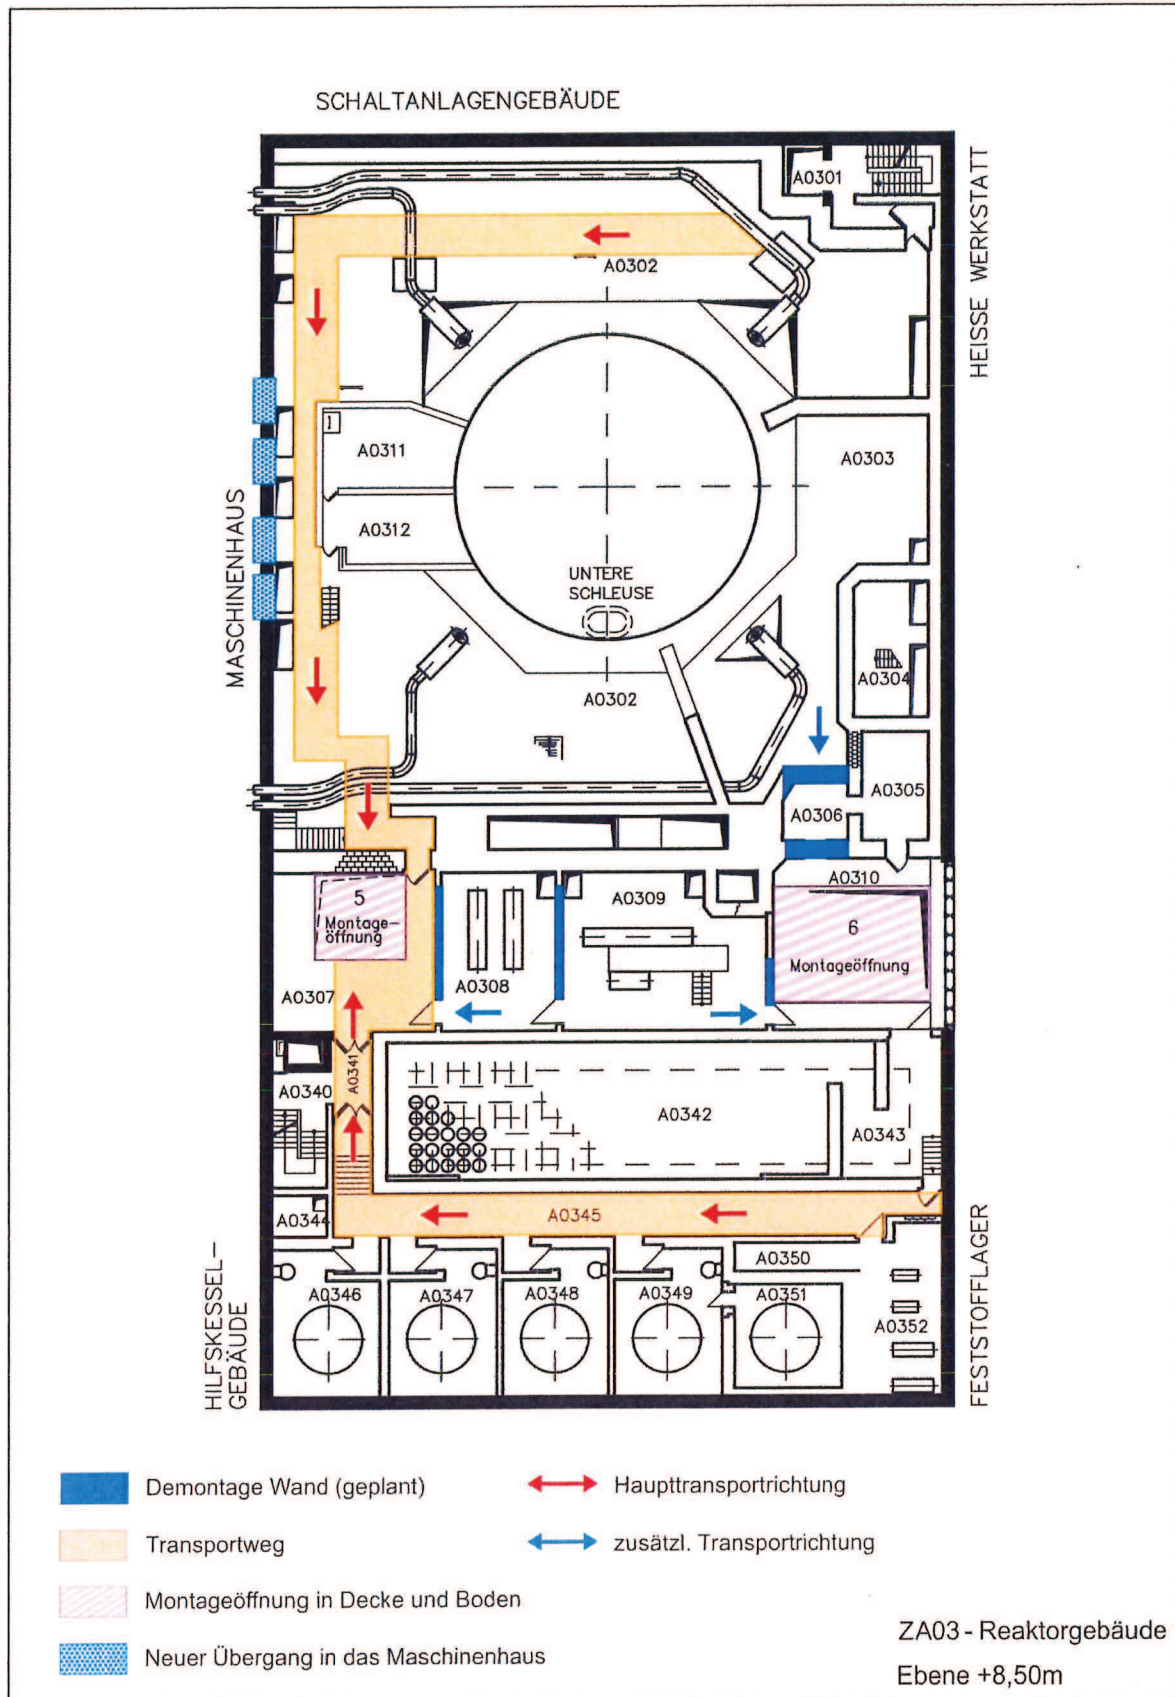 SCHALTANLAGENGEBÄUDE
A0301
HEISSE WERKSTATT
A0302
A0311
A0303
A0312
MASCHINENHAUS
UNTERE
SCHLEUSE
A0304
A0302
A0305
A0306
A0310
5
Montage-
öffnung
A0309
6
Montageöffnung
A0308
A0307
A0341
A0340
A0342
A0343
A0344
A0345
HILFSKESSEL-
GEBÄUDE
FESTSTOFFLAGER
A0350
A0346
A0347
A0348
A0349
A0351
A0352
Demontage Wand (geplant)
Haupttransportrichtung
Transportweg
zusätzl. Transportrichtung
Montageöffnung in Decke und Boden
Neuer Übergang in das Maschinenhaus
ZA03 - Reaktorgebäude
Ebene +8,50m